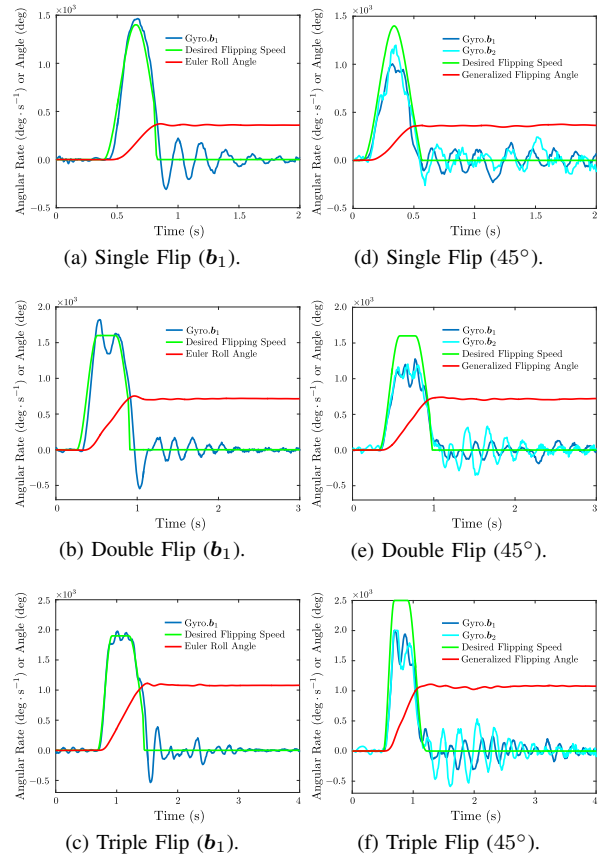 ×10³
Angular Rate (deg · s⁻¹) or Angle (deg)
1.5
1.0
0.5
0.0
−0.5
Gyro.b₁
Desired Flipping Speed
Euler Roll Angle
0 0.5 1 1.5 2
Time (s)
(a) Single Flip (b₁).
×10³
Angular Rate (deg · s⁻¹) or Angle (deg)
1.5
1.0
0.5
0.0
−0.5
Gyro.b₁
Gyro.b₂
Desired Flipping Speed
Generalized Flipping Angle
0 0.5 1 1.5 2
Time (s)
(d) Single Flip (45°).
×10³
Angular Rate (deg · s⁻¹) or Angle (deg)
2.0
1.5
1.0
0.5
0.0
−0.5
Gyro.b₁
Desired Flipping Speed
Euler Roll Angle
0 1 2 3
Time (s)
(b) Double Flip (b₁).
×10³
Angular Rate (deg · s⁻¹) or Angle (deg)
2.0
1.5
1.0
0.5
0.0
−0.5
Gyro.b₁
Gyro.b₂
Desired Flipping Speed
Generalized Flipping Angle
0 1 2 3
Time (s)
(e) Double Flip (45°).
×10³
Angular Rate (deg · s⁻¹) or Angle (deg)
2.5
2.0
1.5
1.0
0.5
0.0
−0.5
Gyro.b₁
Desired Flipping Speed
Euler Roll Angle
0 1 2 3 4
Time (s)
(c) Triple Flip (b₁).
×10³
Angular Rate (deg · s⁻¹) or Angle (deg)
2.5
2.0
1.5
1.0
0.5
0.0
−0.5
Gyro.b₁
Gyro.b₂
Desired Flipping Speed
Generalized Flipping Angle
0 1 2 3 4
Time (s)
(f) Triple Flip (45°).